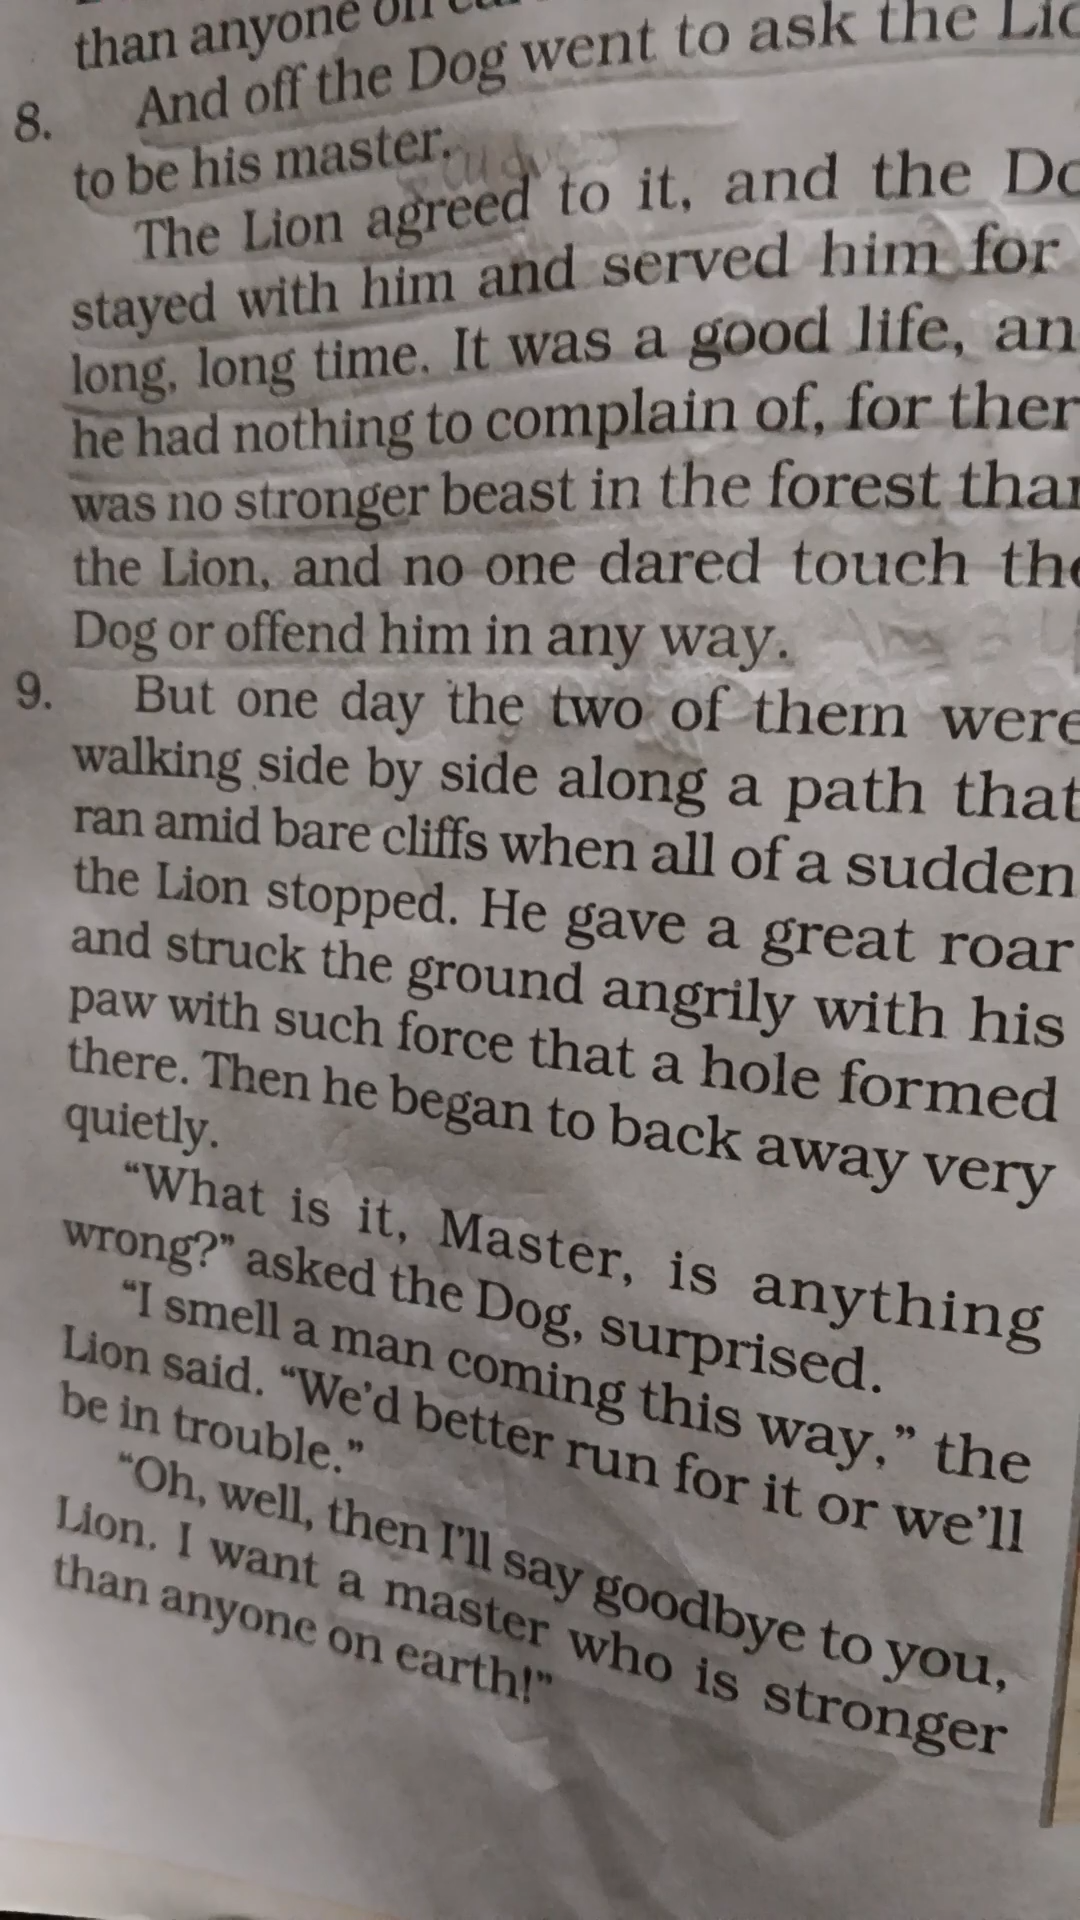 than anyone on
8. And off the Dog went to ask the
to be his master.
The Lion agreed to it, and the
stayed with him and served him for
long, long time. It was a good life, an
he had nothing to complain of, for ther
was no stronger beast in the forest than
the Lion, and no one dared touch the
Dog or offend him in any way.
9. But one day the two of them were
walking side by side along a path that
ran amid bare cliffs when all of a sudden
the Lion stopped. He gave a great roar
and struck the ground angrily with his
paw with such force that a hole formed
there. Then he began to back away very
quietly.
“What is it, Master, is anything
wrong?” asked the Dog, surprised.
“I smell a man coming this way,” the
Lion said. “We’d better run for it or we’ll
be in trouble.”
“Oh, well, then I’ll say goodbye to you,
Lion. I want a master who is stronger
than anyone on earth!”